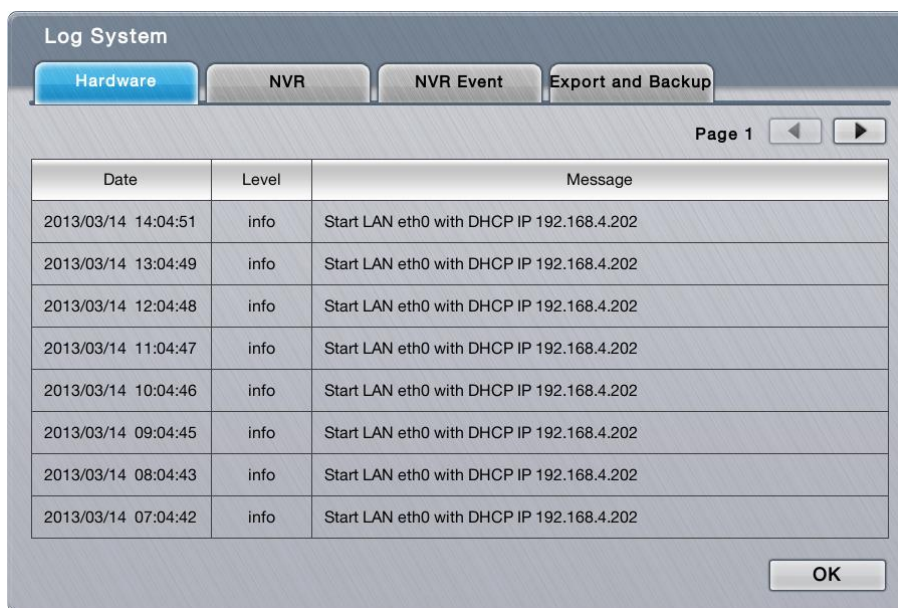 Log System
Hardware NVR NVR Event Export and Backup
Page 1
Date Level Message
2013/03/14 14:04:51 info Start LAN eth0 with DHCP IP 192.168.4.202
2013/03/14 13:04:49 info Start LAN eth0 with DHCP IP 192.168.4.202
2013/03/14 12:04:48 info Start LAN eth0 with DHCP IP 192.168.4.202
2013/03/14 11:04:47 info Start LAN eth0 with DHCP IP 192.168.4.202
2013/03/14 10:04:46 info Start LAN eth0 with DHCP IP 192.168.4.202
2013/03/14 09:04:45 info Start LAN eth0 with DHCP IP 192.168.4.202
2013/03/14 08:04:43 info Start LAN eth0 with DHCP IP 192.168.4.202
2013/03/14 07:04:42 info Start LAN eth0 with DHCP IP 192.168.4.202
OK